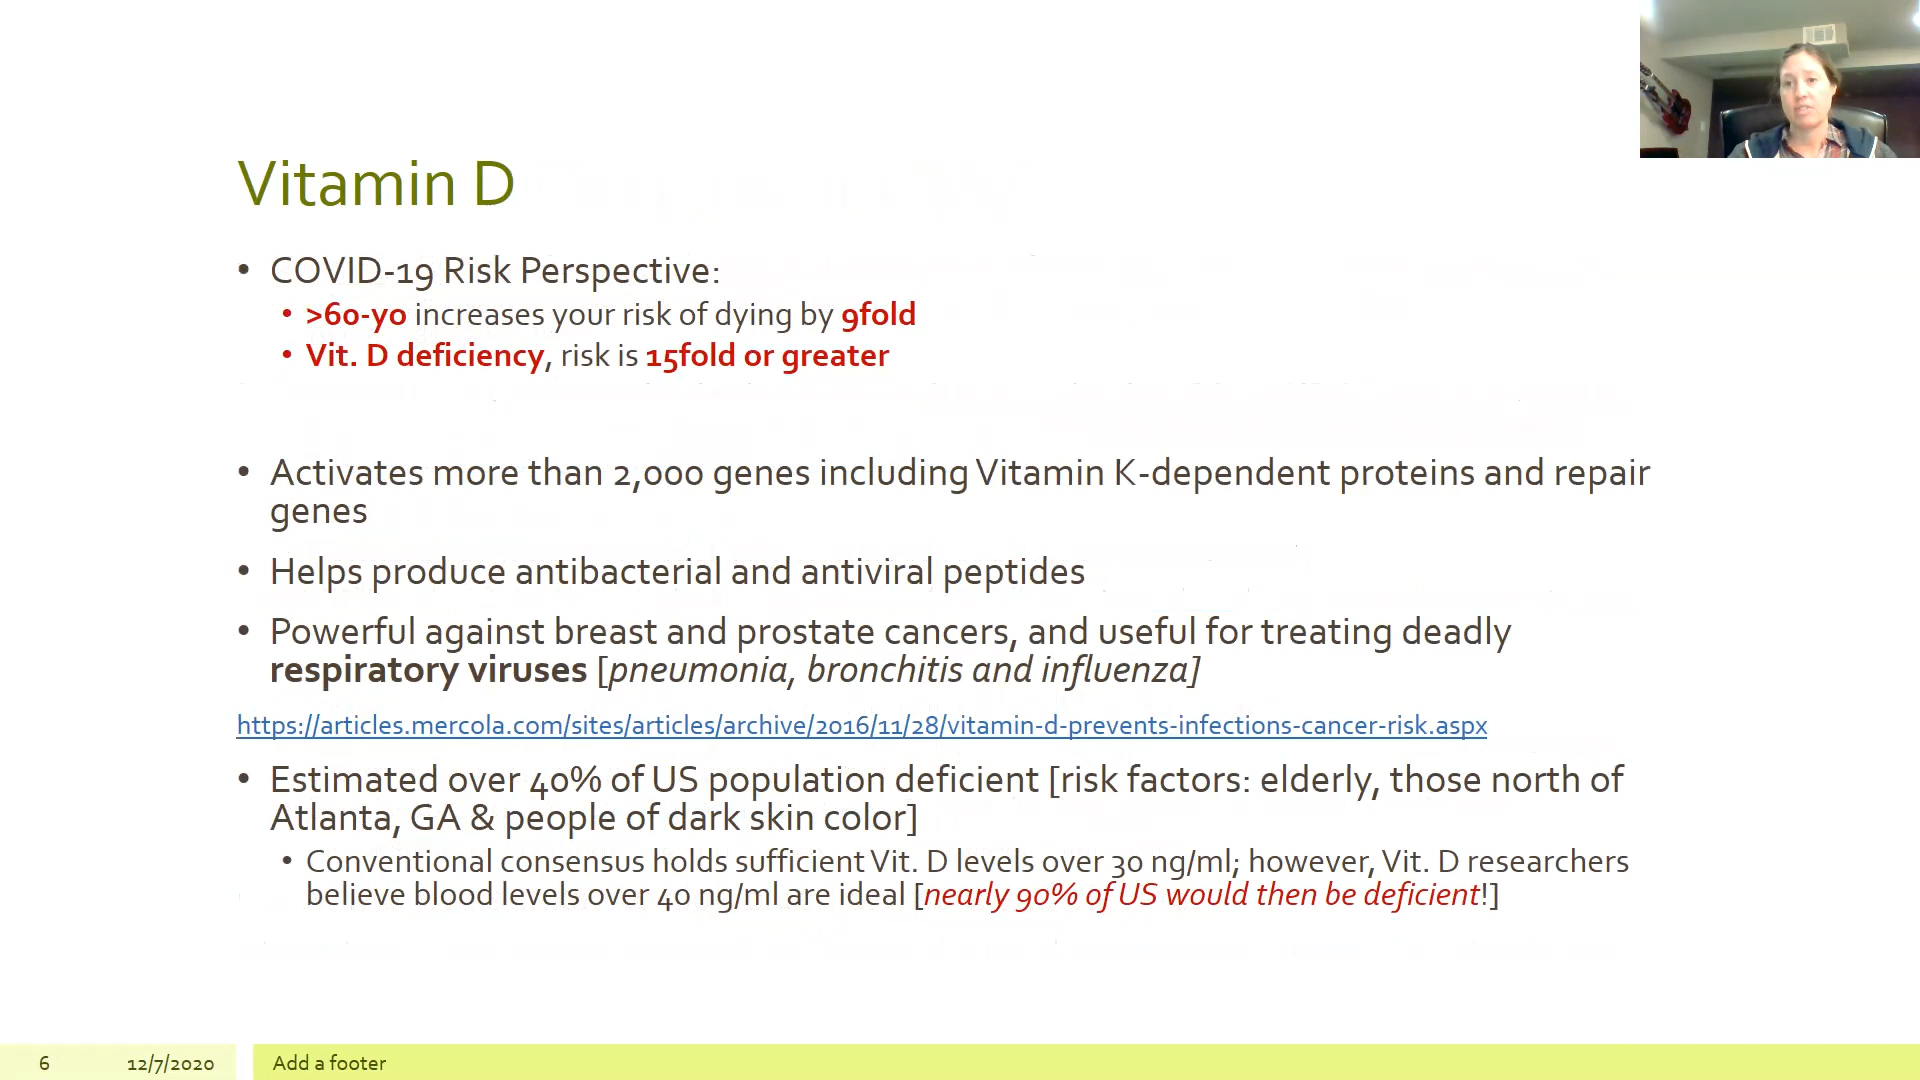 Vitamin D
• COVID-19 Risk Perspective:
• >60-yo increases your risk of dying by 9fold
• Vit. D deficiency, risk is 15fold or greater
• Activates more than 2,000 genes including Vitamin K-dependent proteins and repair
genes
• Helps produce antibacterial and antiviral peptides
• Powerful against breast and prostate cancers, and useful for treating deadly
respiratory viruses [pneumonia, bronchitis and influenza]
https://articles.mercola.com/sites/articles/archive/2016/11/28/vitamin-d-prevents-infections-cancer-risk.aspx
• Estimated over 40% of US population deficient [risk factors: elderly, those north of
Atlanta, GA & people of dark skin color]
• Conventional consensus holds sufficient Vit. D levels over 30 ng/ml; however, Vit. D researchers
believe blood levels over 40 ng/ml are ideal [nearly 90% of US would then be deficient!]
6 12/7/2020 Add a footer